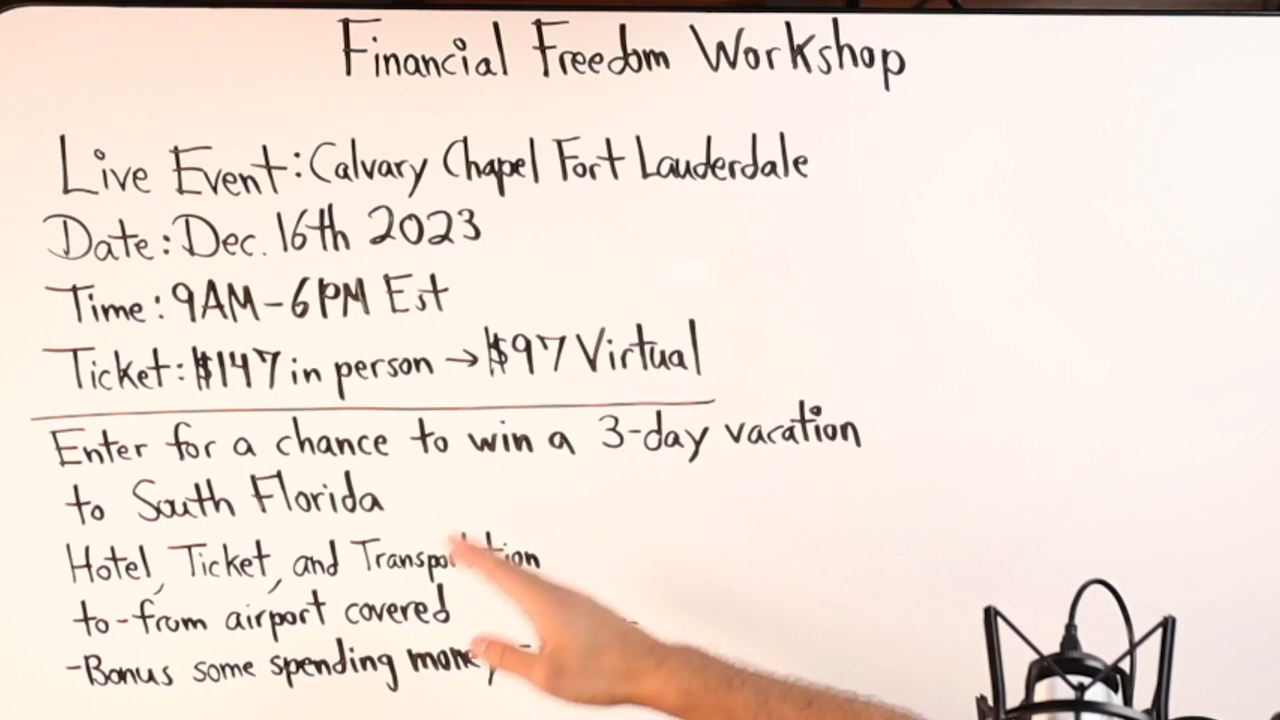 Financial Freedom Workshop
Live Event: Calvary Chapel Fort Lauderdale
Date: Dec. 16th 2023
Time: 9AM-6PM Est
Ticket: $147 in person → $97 Virtual
Enter for a chance to win a 3-day vacation
to South Florida
Hotel, Ticket, and Transportation
to-from airport covered
-Bonus some spending money-